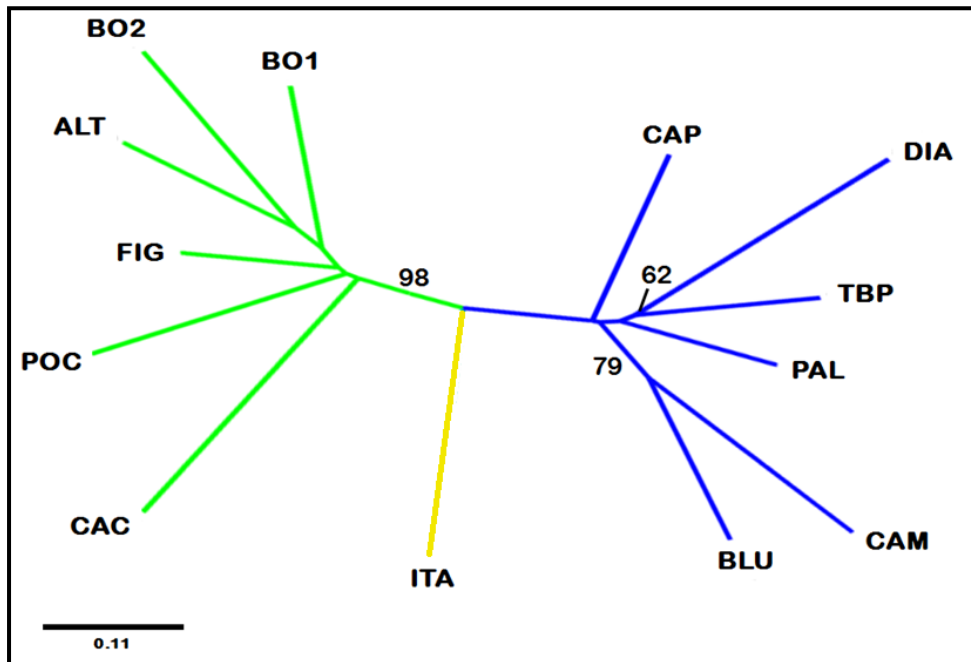 BO2
BO1
ALT
CAP
DIA
FIG
98
62
TBP
POC
79
PAL
CAC
ITA
BLU
CAM
0.11